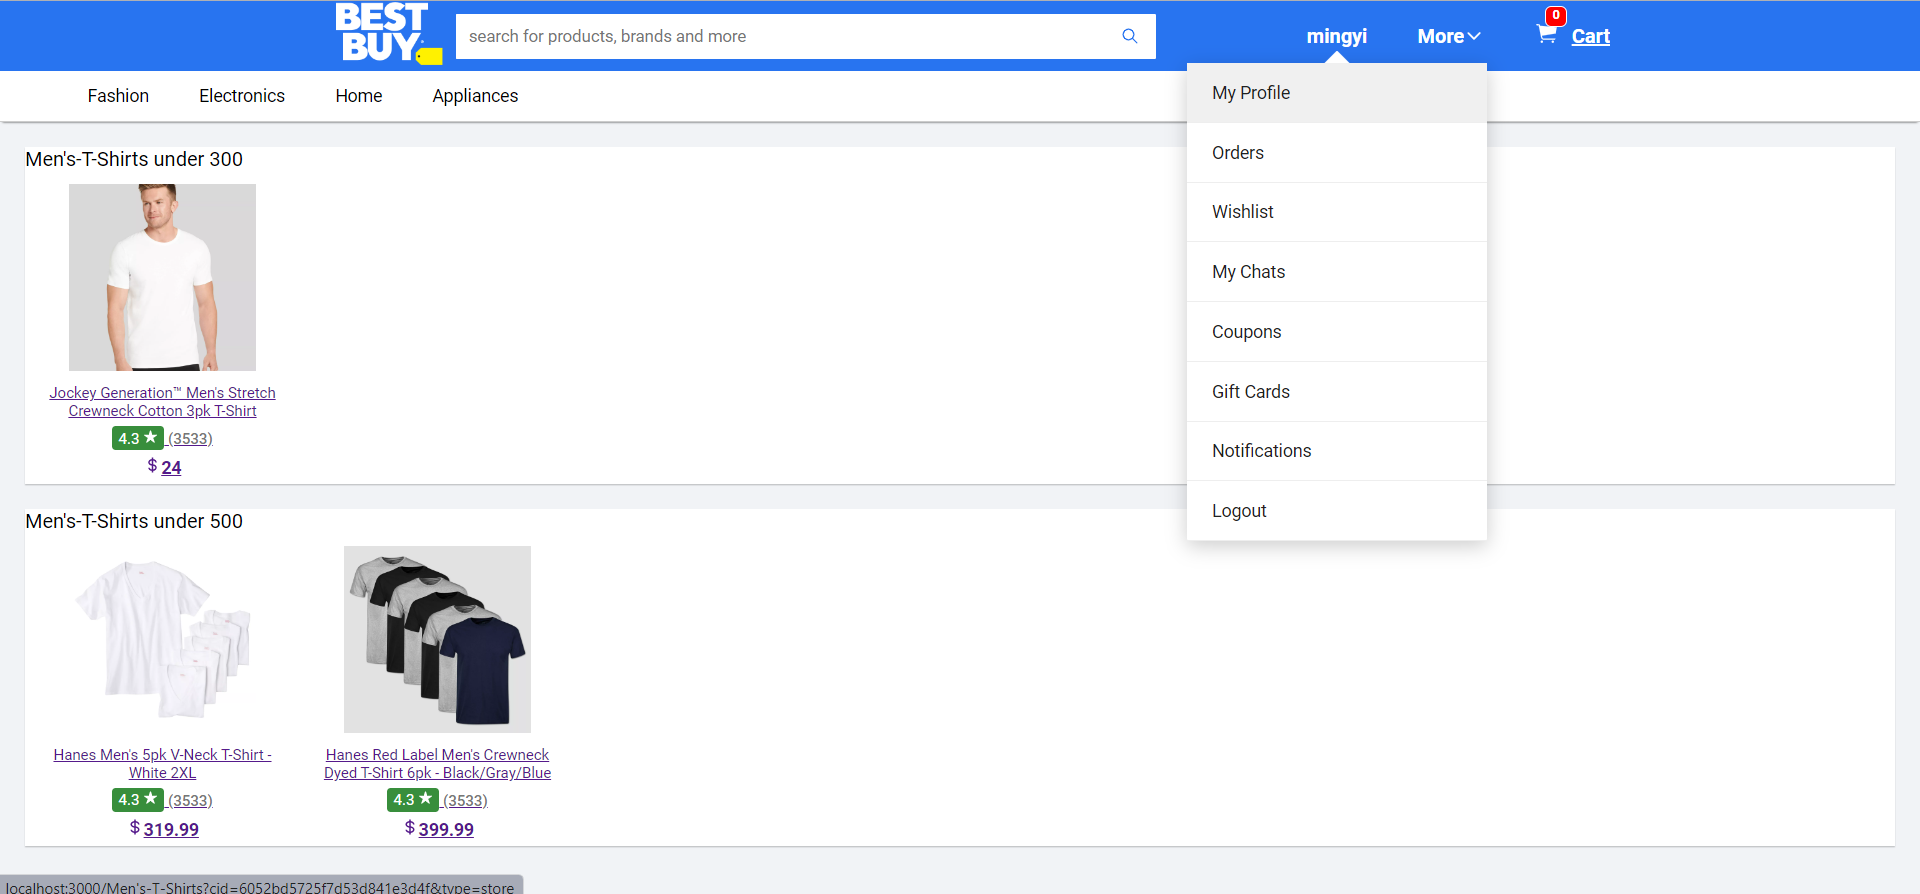 BEST
BUY
search for products, brands and more
mingyi
More
0
Cart
Fashion
Electronics
Home
Appliances
My Profile
Orders
Wishlist
My Chats
Coupons
Gift Cards
Notifications
Logout
Men's-T-Shirts under 300
Jockey Generation™ Men's Stretch
Crewneck Cotton 3pk T-Shirt
4.3 ★ (3533)
$ 24
Men's-T-Shirts under 500
Hanes Men's 5pk V-Neck T-Shirt -
White 2XL
4.3 ★ (3533)
$ 319.99
Hanes Red Label Men's Crewneck
Dyed T-Shirt 6pk - Black/Gray/Blue
4.3 ★ (3533)
$ 399.99
localhost:3000/Men's-T-Shirts?cid=6052bd5725f7d53d841e3d4f&type=store